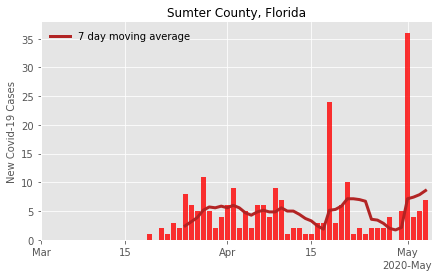 Sumter County, Florida
7 day moving average
New Covid-19 Cases
35
30
25
20
15
10
5
0
Mar
15
Apr
15
May
2020-May